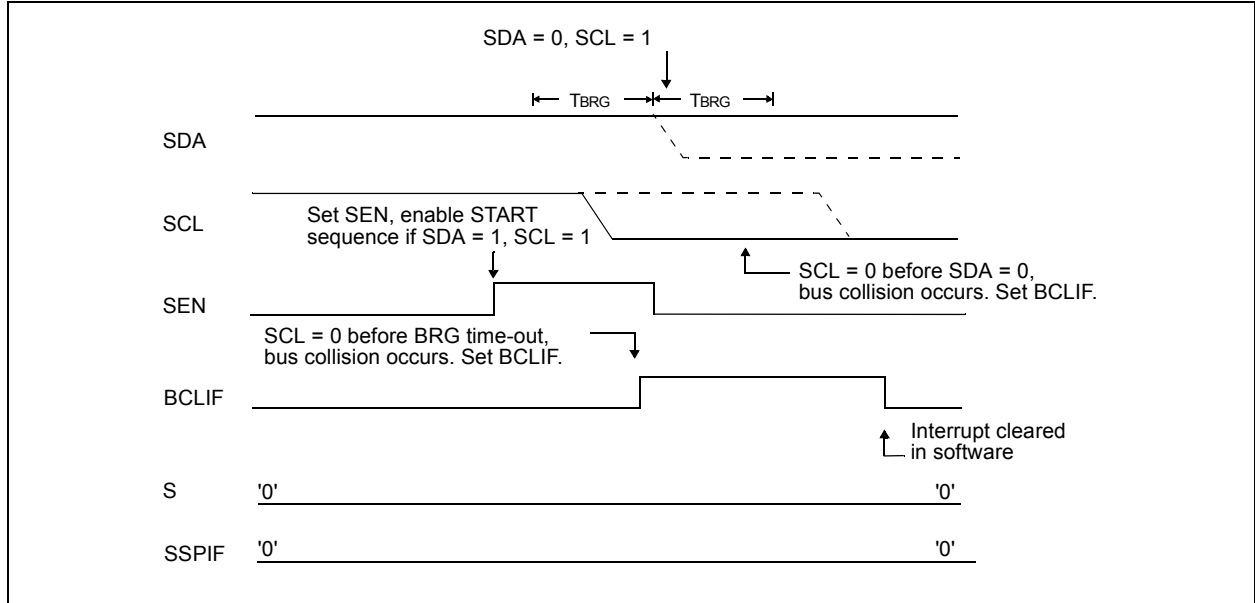 SDA = 0, SCL = 1
TBRG TBRG
SDA
SCL
Set SEN, enable START
sequence if SDA = 1, SCL = 1
SCL = 0 before SDA = 0,
bus collision occurs. Set BCLIF.
SEN
SCL = 0 before BRG time-out,
bus collision occurs. Set BCLIF.
BCLIF
Interrupt cleared
in software
S '0' '0'
SSPIF '0' '0'